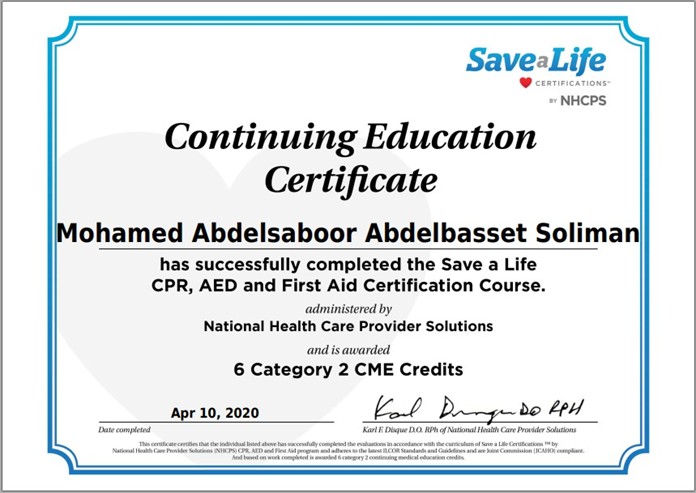 Save a Life
CERTIFICATIONS™
BY NHCPS
Continuing Education
Certificate
Mohamed Abdelsaboor Abdelbasset Soliman
has successfully completed the Save a Life
CPR, AED and First Aid Certification Course.
administered by
National Health Care Provider Solutions
and is awarded
6 Category 2 CME Credits
Apr 10, 2020
Karl Disque DO RPH
Date completed
Karl F. Disque D.O. RPh of National Health Care Provider Solutions
This certificate certifies that the individual listed above has successfully completed the evaluations in accordance with the curriculum of Save a Life Certifications ™ by
National Health Care Provider Solutions (NHCPS) CPR, AED and First Aid program and adheres to the latest ILCOR Standards and Guidelines and are Joint Commission (JCAHO) compliant.
And based on work completed is awarded 6 category 2 continuing medical education credits.